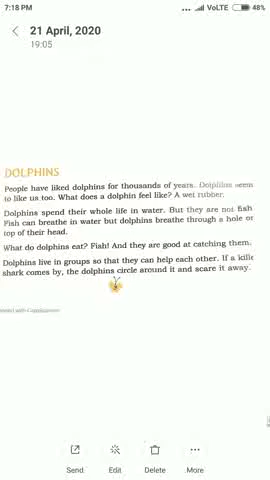 7:18 PM
VoLTE
48%
21 April, 2020
19:05
DOLPHINS
People have liked dolphins for thousands of years. Dolphins seem
to like us too. What does a dolphin feel like? A wet rubber.
Dolphins spend their whole life in water. But they are not fish
Fish can breathe in water but dolphins breathe through a hole on
top of their head.
What do dolphins eat? Fish! And they are good at catching them.
Dolphins live in groups so that they can help each other. If a kille
shark comes by, the dolphins circle around it and scare it away.
Send Edit Delete More